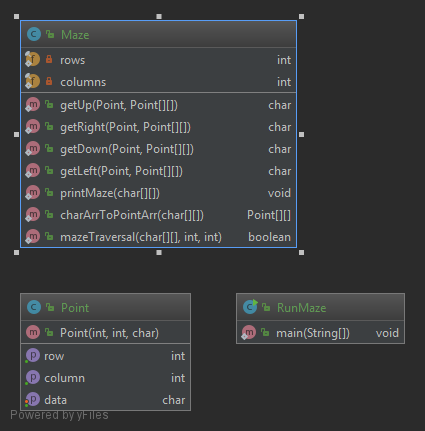 Maze
rows int
columns int
getUp(Point, Point[][]) char
getRight(Point, Point[][]) char
getDown(Point, Point[][]) char
getLeft(Point, Point[][]) char
printMaze(char[][]) void
charArrToPointArr(char[][]) Point[][]
mazeTraversal(char[][], int, int) boolean
Point
Point(int, int, char)
row int
column int
data char
RunMaze
main(String[]) void
Powered by yFiles